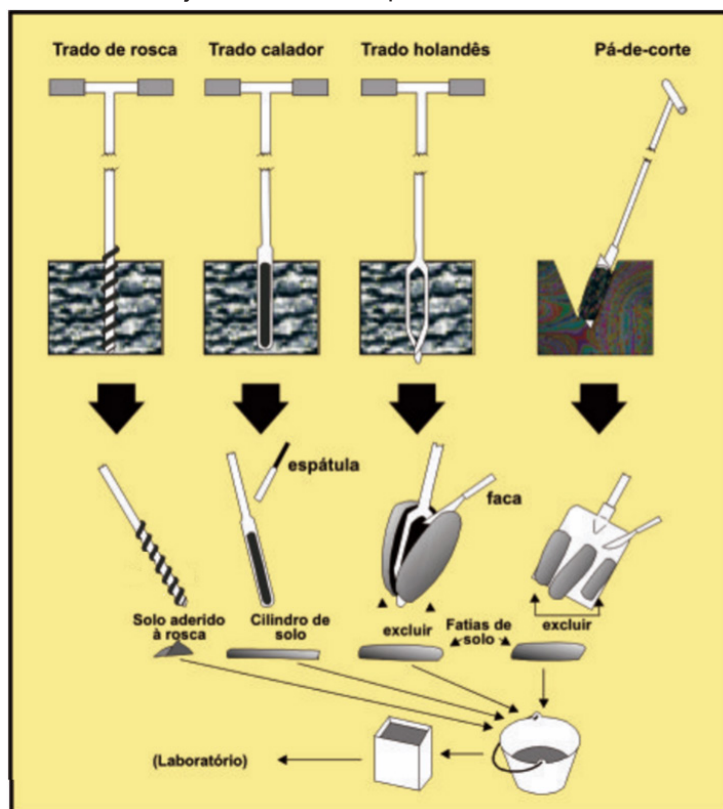 Trado de rosca
Trado calador
Trado holandês
Pá-de-corte
espátula
faca
Solo aderido
à rosca
Cilindro de
solo
excluir
Fatias de
solo
excluir
(Laboratório)